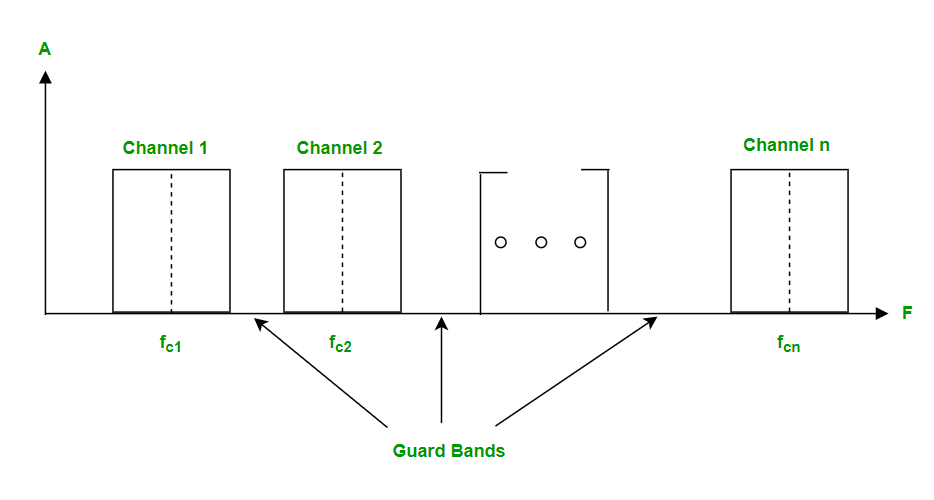 A
Channel 1
Channel 2
Channel n
F
fc1
fc2
fcn
Guard Bands